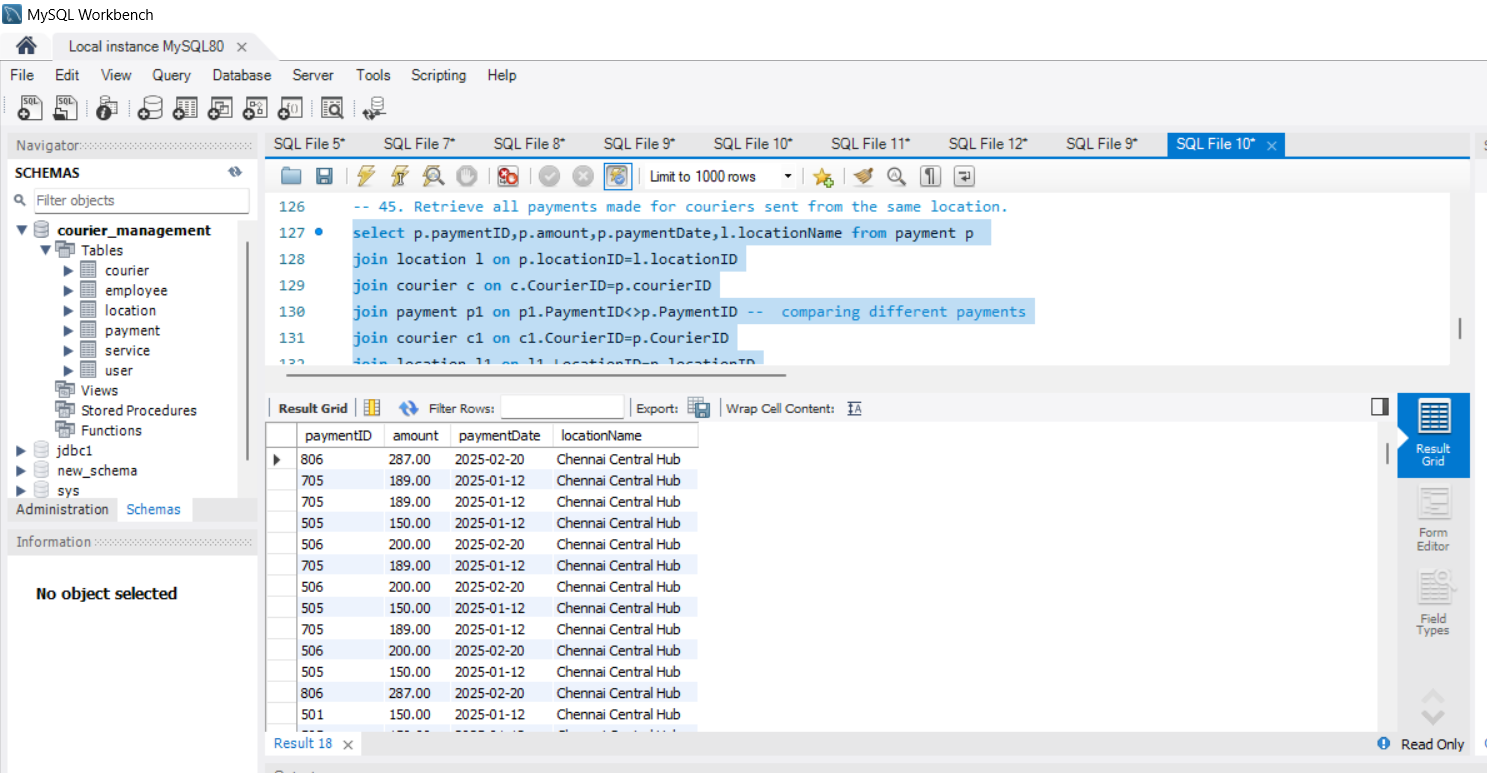 MySQL Workbench
Local instance MySQL80
File Edit View Query Database Server Tools Scripting Help
Navigator
SCHEMAS
Filter objects
courier_management
Tables
courier
employee
location
payment
service
user
Views
Stored Procedures
Functions
jdbc1
new_schema
sys
Administration Schemas
Information
No object selected
SQL File 5* SQL File 7* SQL File 8* SQL File 9* SQL File 10* SQL File 11* SQL File 12* SQL File 9* SQL File 10*
Limit to 1000 rows
126 -- 45. Retrieve all payments made for couriers sent from the same location.
127 select p.paymentID,p.amount,p.paymentDate,l.locationName from payment p
128 join location l on p.locationID=l.locationID
129 join courier c on c.CourierID=p.courierID
130 join payment p1 on p1.PaymentID<>p.PaymentID -- comparing different payments
131 join courier c1 on c1.CourierID=p.CourierID
132 join location l1 on l1.LocationID=p.locationID
Result Grid Filter Rows: Export: Wrap Cell Content:
paymentID amount paymentDate locationName
806 287.00 2025-02-20 Chennai Central Hub
705 189.00 2025-01-12 Chennai Central Hub
705 189.00 2025-01-12 Chennai Central Hub
505 150.00 2025-01-12 Chennai Central Hub
506 200.00 2025-02-20 Chennai Central Hub
705 189.00 2025-01-12 Chennai Central Hub
506 200.00 2025-02-20 Chennai Central Hub
505 150.00 2025-01-12 Chennai Central Hub
705 189.00 2025-01-12 Chennai Central Hub
506 200.00 2025-02-20 Chennai Central Hub
505 150.00 2025-01-12 Chennai Central Hub
806 287.00 2025-02-20 Chennai Central Hub
501 150.00 2025-01-12 Chennai Central Hub
Result Grid
Form Editor
Field Types
Result 18
Read Only